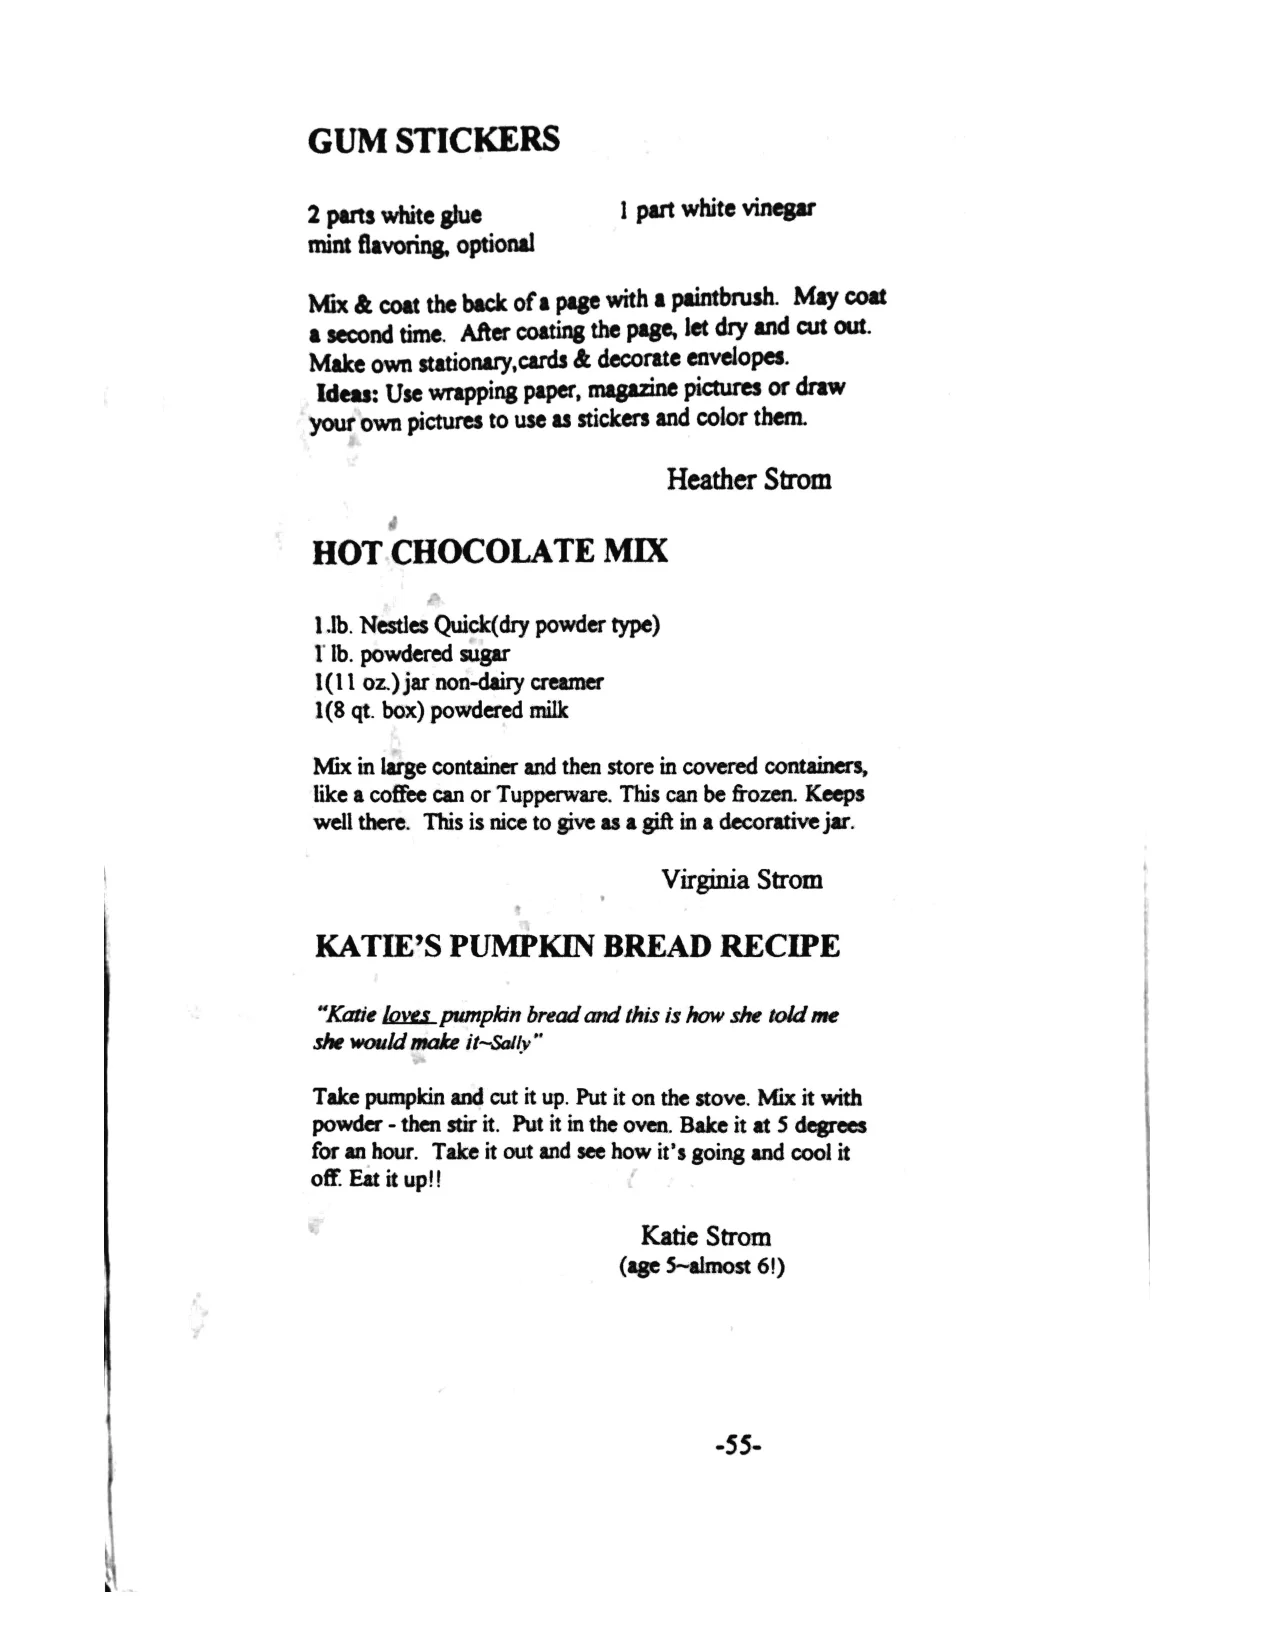 GUM STICKERS
2 parts white glue 1 part white vinegar
mint flavoring, optional
Mix & coat the back of a page with a paintbrush. May coat
a second time. After coating the page, let dry and cut out.
Make own stationary,cards & decorate envelopes.
Ideas: Use wrapping paper, magazine pictures or draw
your own pictures to use as stickers and color them.
Heather Strom
HOT CHOCOLATE MIX
1 lb. Nestles Quick(dry powder type)
1 lb. powdered sugar
1(11 oz.) jar non-dairy creamer
1(8 qt. box) powdered milk
Mix in large container and then store in covered containers,
like a coffee can or Tupperware. This can be frozen. Keeps
well there. This is nice to give as a gift in a decorative jar.
Virginia Strom
KATIE'S PUMPKIN BREAD RECIPE
"Katie loves pumpkin bread and this is how she told me
she would make it~Sally"
Take pumpkin and cut it up. Put it on the stove. Mix it with
powder - then stir it. Put it in the oven. Bake it at 5 degrees
for an hour. Take it out and see how it's going and cool it
off. Eat it up!!
Katie Strom
(age 5~almost 6!)
-55-